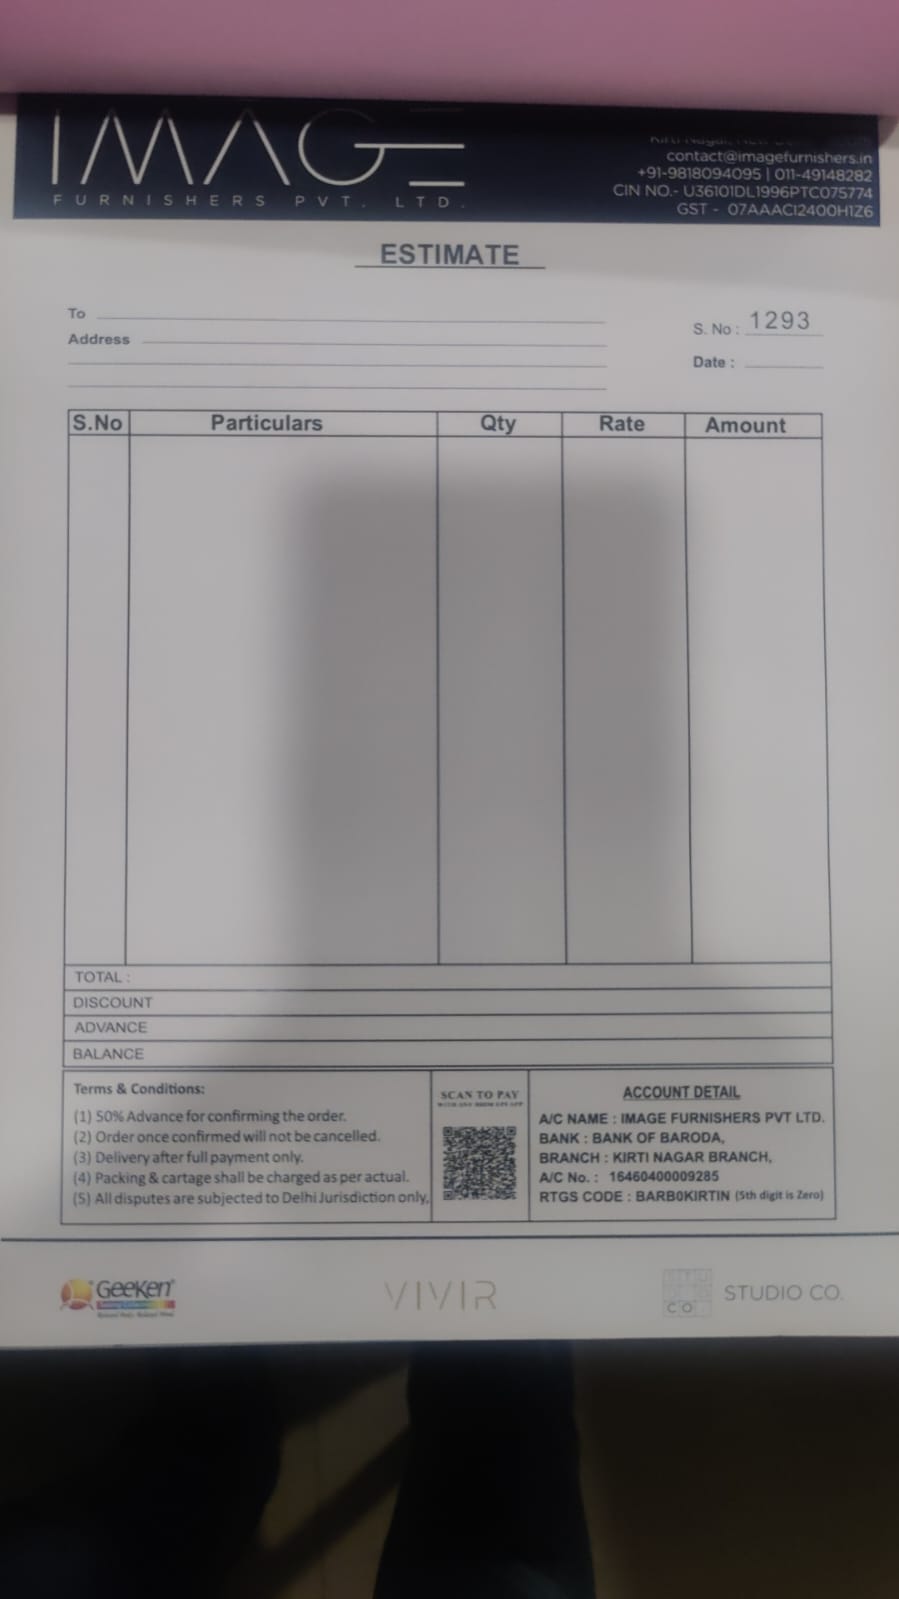 IMAGE
FURNISHERS PVT. LTD.
contact@imagefurnishers.in
+91-9818094095 | 011-49148282
CIN NO.- U36101DL1996PTC075774
GST - 07AAACI2400H1Z6
ESTIMATE
To
Address
S. No : 1293
Date :
S.No Particulars Qty Rate Amount
TOTAL :
DISCOUNT
ADVANCE
BALANCE
Terms & Conditions:
(1) 50% Advance for confirming the order.
(2) Order once confirmed will not be cancelled.
(3) Delivery after full payment only.
(4) Packing & cartage shall be charged as per actual.
(5) All disputes are subjected to Delhi Jurisdiction only,
SCAN TO PAY
ACCOUNT DETAIL
A/C NAME : IMAGE FURNISHERS PVT LTD.
BANK : BANK OF BARODA,
BRANCH : KIRTI NAGAR BRANCH,
A/C No. : 16460400009285
RTGS CODE : BARB0KIRTIN (5th digit is Zero)
GeeKen
VIVIR
STUDIO CO.